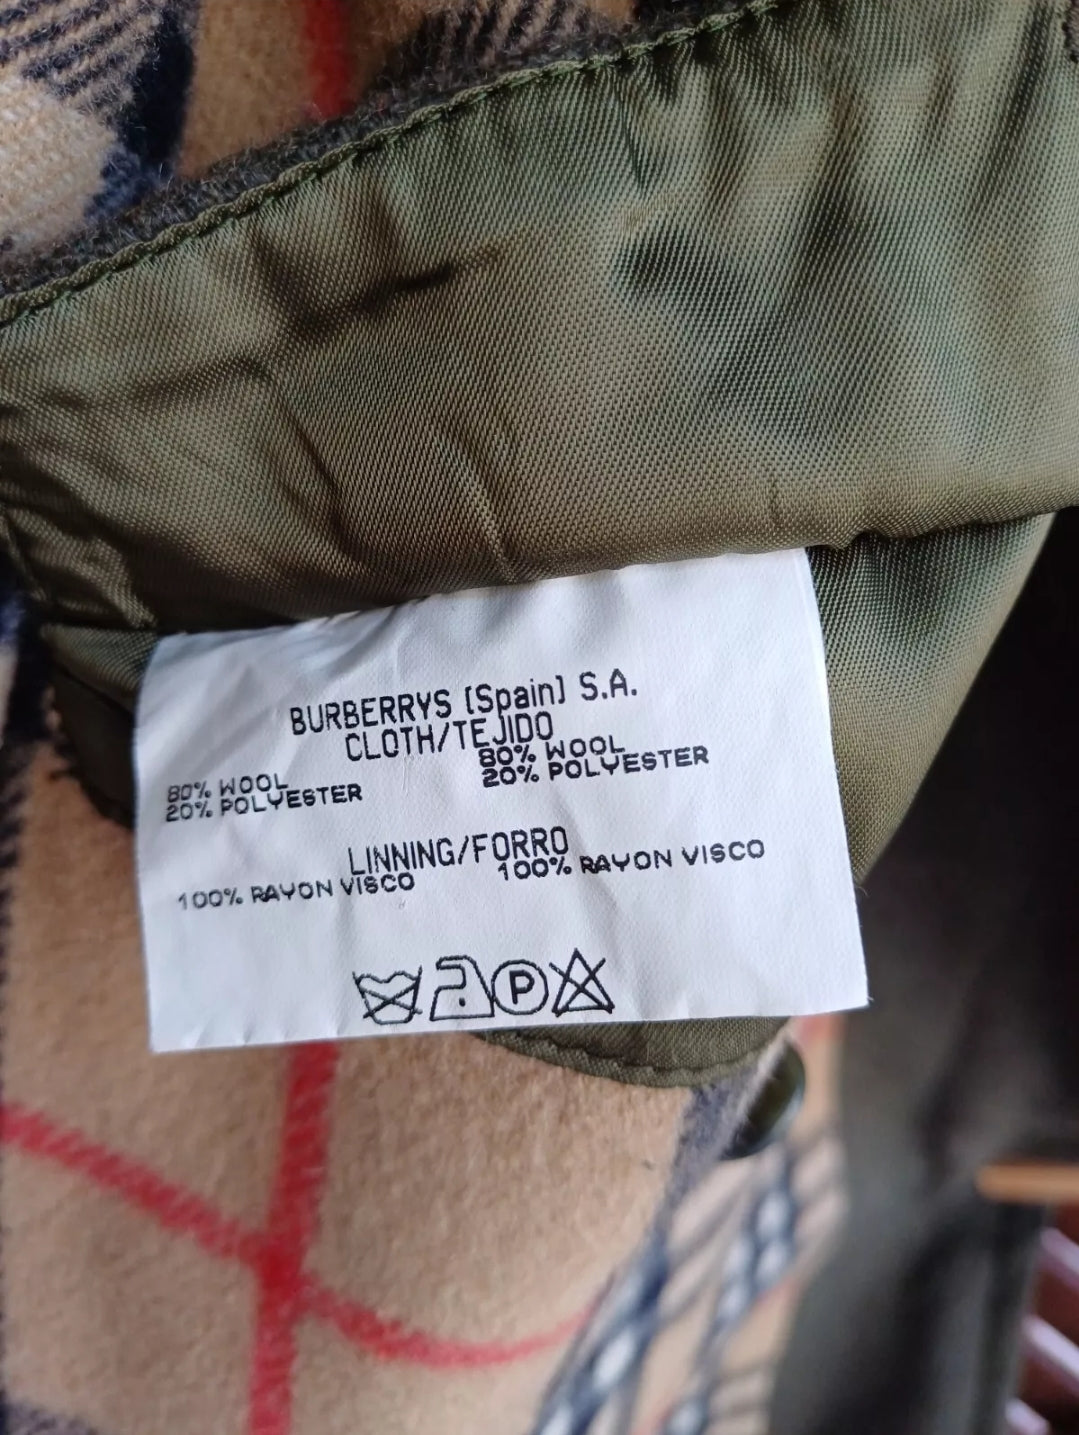 BURBERRYS (Spain) S.A.
CLOTH/TEJIDO
80% WOOL 80% WOOL
20% POLYESTER 20% POLYESTER
LINNING/FORRO
100% RAYON VISCO 100% RAYON VISCO
P